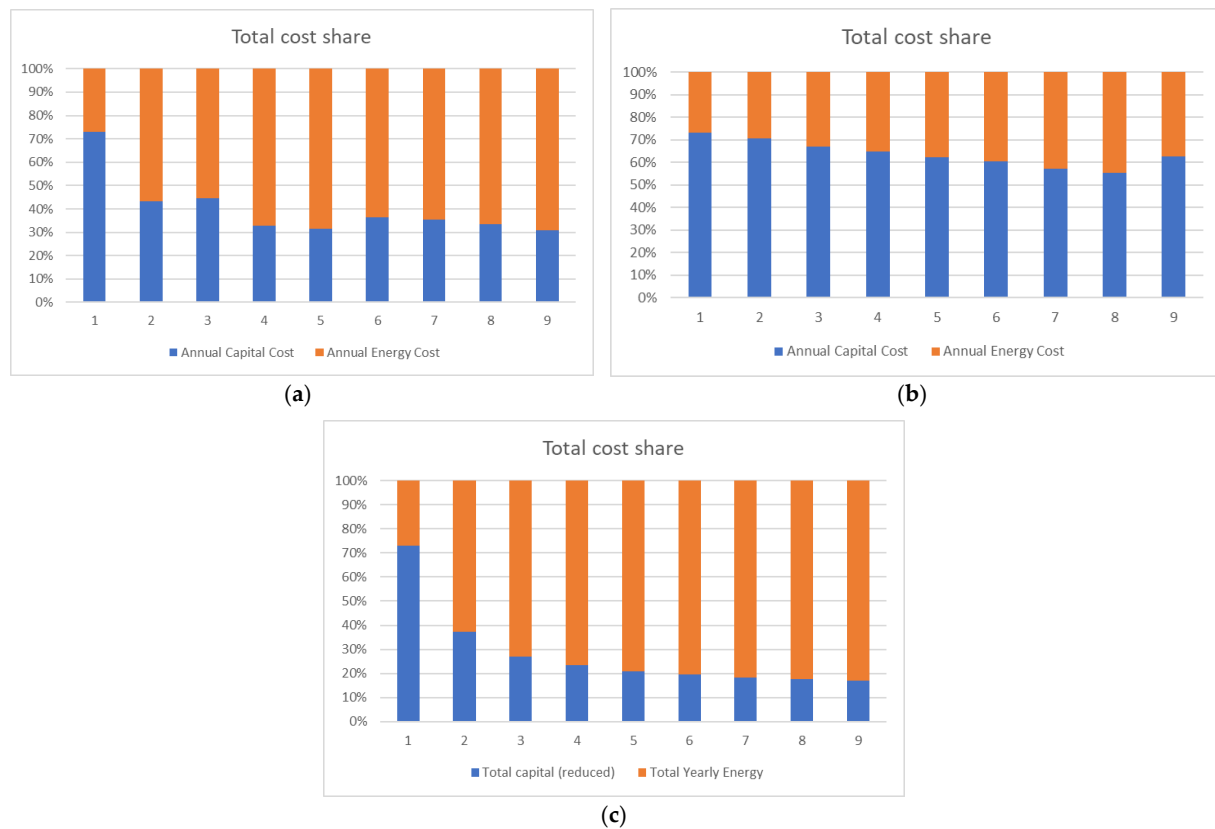 Total cost share
100%
90%
80%
70%
60%
50%
40%
30%
20%
10%
0%
1 2 3 4 5 6 7 8 9
Annual Capital Cost Annual Energy Cost
(a)
Total cost share
100%
90%
80%
70%
60%
50%
40%
30%
20%
10%
0%
1 2 3 4 5 6 7 8 9
Annual Capital Cost Annual Energy Cost
(b)
Total cost share
100%
90%
80%
70%
60%
50%
40%
30%
20%
10%
0%
1 2 3 4 5 6 7 8 9
Total capital (reduced) Total Yearly Energy
(c)